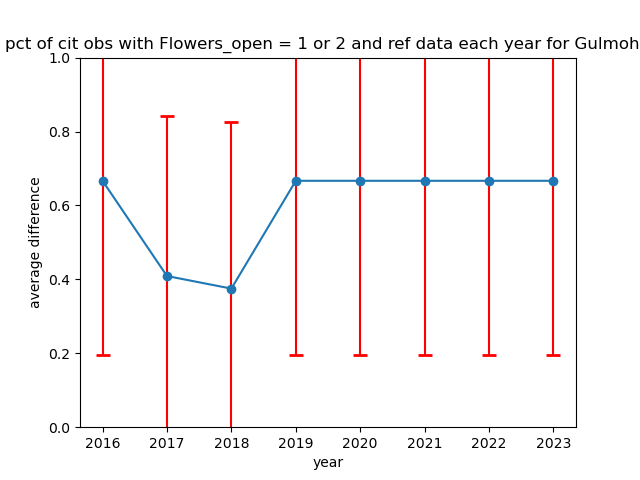 pct of cit obs with Flowers_open = 1 or 2 and ref data each year for Gulmoh
1.0
0.8
0.6
0.4
0.2
0.0
average difference
2016 2017 2018 2019 2020 2021 2022 2023
year